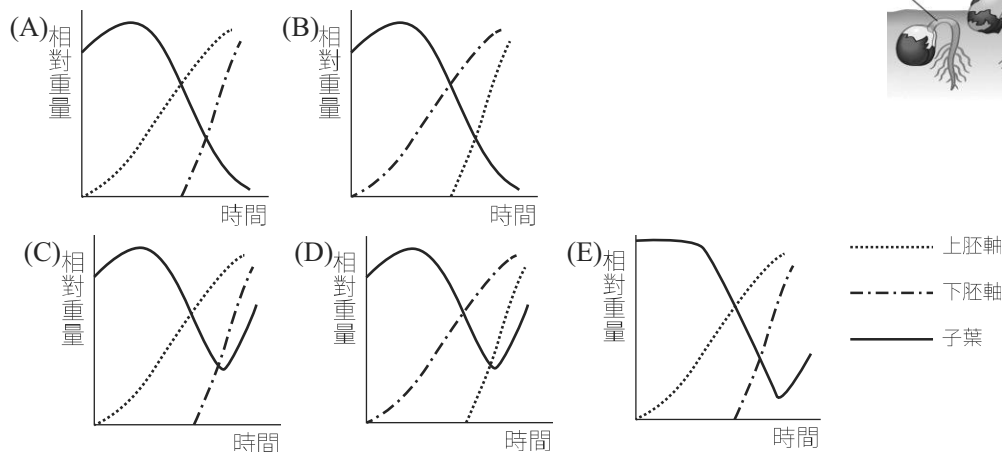 (A) 相對重量
時間
(B) 相對重量
時間
(C) 相對重量
時間
(D) 相對重量
時間
(E) 相對重量
時間
上胚軸
下胚軸
子葉